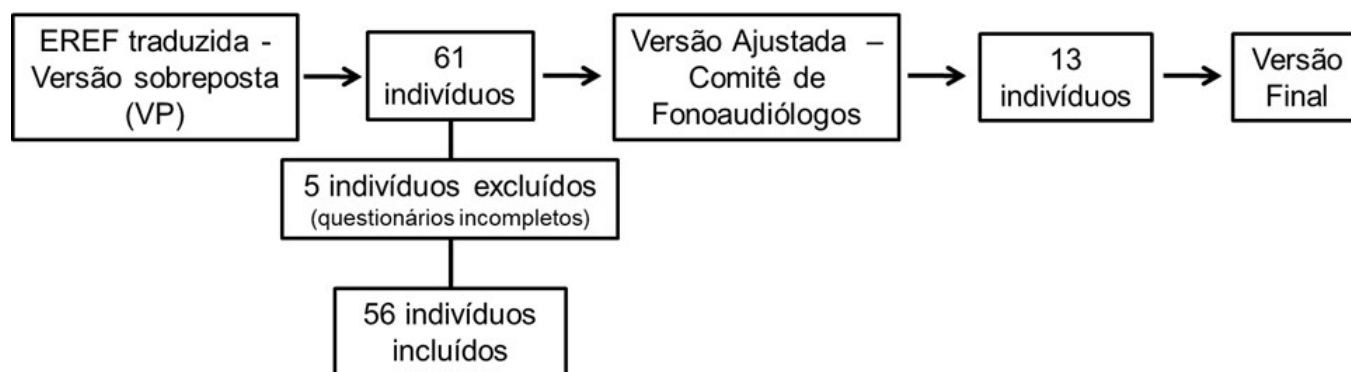 EREF traduzida -
Versão sobreposta
(VP)
61
indivíduos
Versão Ajustada –
Comitê de
Fonoaudiólogos
13
indivíduos
Versão
Final
5 indivíduos excluídos
(questionários incompletos)
56 indivíduos
incluídos